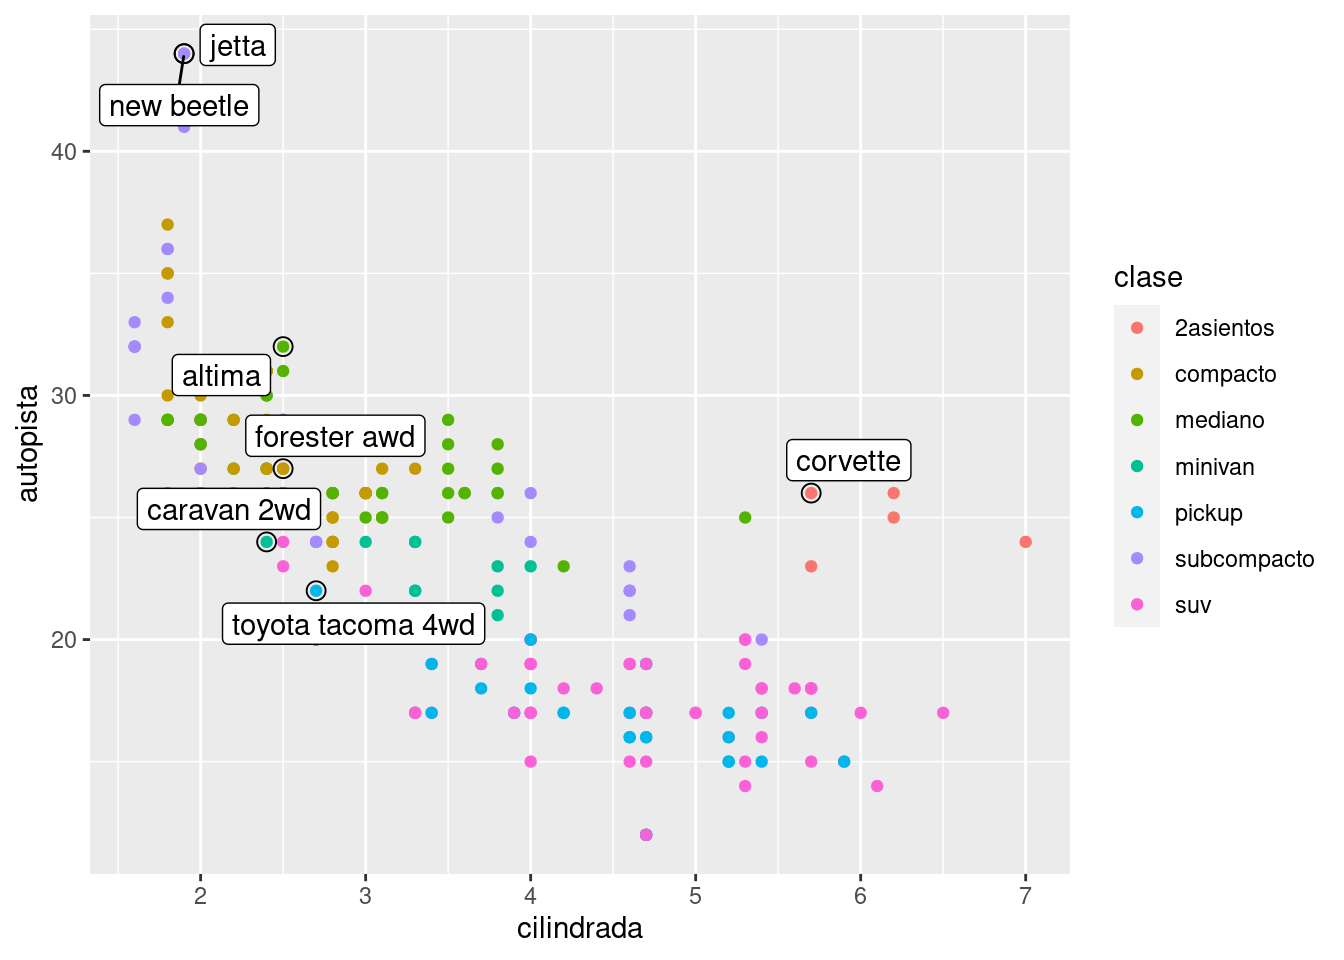 jetta
new beetle
40
altima
30
forester awd
corvette
caravan 2wd
toyota tacoma 4wd
20
autopista
2 3 4 5 6 7
cilindrada
clase
2asientos
compacto
mediano
minivan
pickup
subcompacto
suv